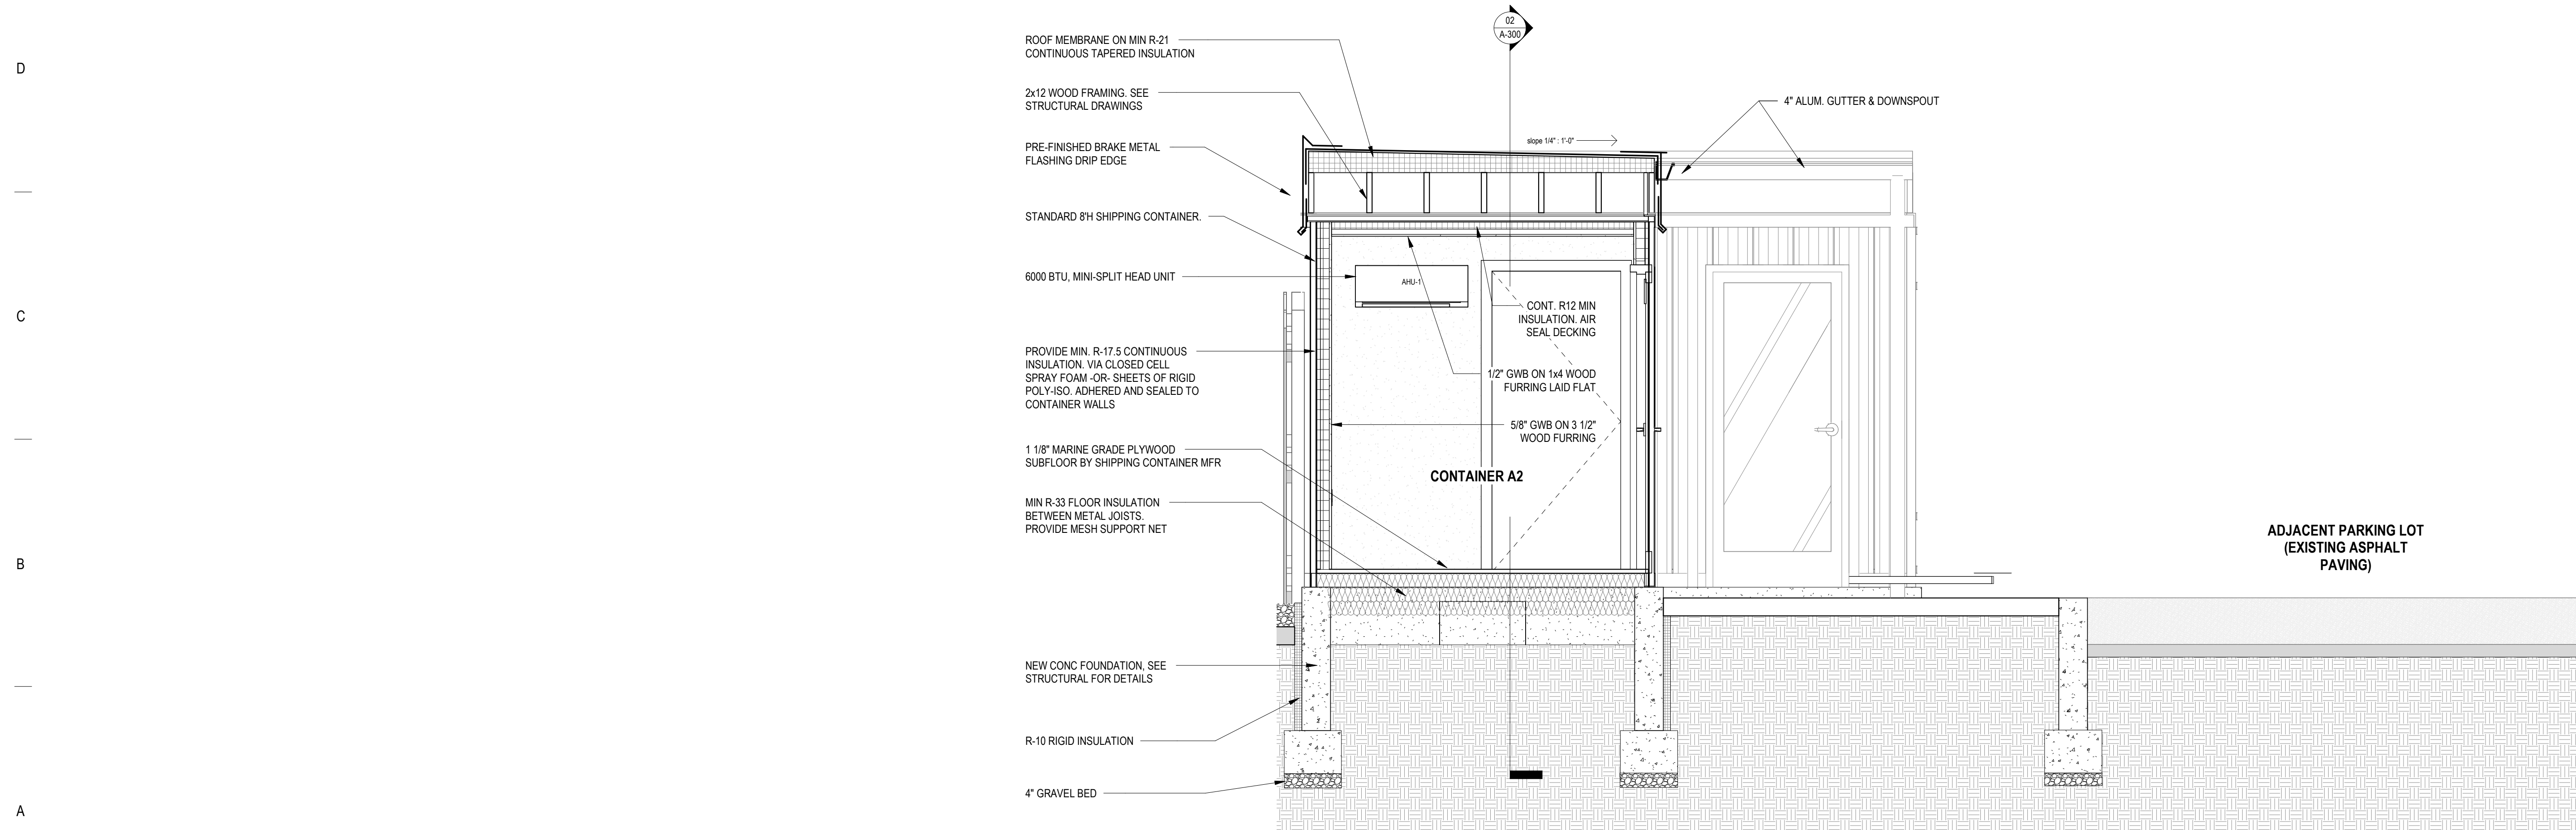 02
A-300
D
ROOF MEMBRANE ON MIN R-21
CONTINUOUS TAPERED INSULATION
2x12 WOOD FRAMING. SEE
STRUCTURAL DRAWINGS
4" ALUM. GUTTER & DOWNSPOUT
slope 1/4" : 1'-0"
PRE-FINISHED BRAKE METAL
FLASHING DRIP EDGE
STANDARD 8'H SHIPPING CONTAINER.
6000 BTU, MINI-SPLIT HEAD UNIT
AHU-1
C
CONT. R12 MIN
INSULATION. AIR
SEAL DECKING
PROVIDE MIN. R-17.5 CONTINUOUS
INSULATION. VIA CLOSED CELL
SPRAY FOAM -OR- SHEETS OF RIGID
POLY-ISO. ADHERED AND SEALED TO
CONTAINER WALLS
1/2" GWB ON 1x4 WOOD
FURRING LAID FLAT
5/8" GWB ON 3 1/2"
WOOD FURRING
1 1/8" MARINE GRADE PLYWOOD
SUBFLOOR BY SHIPPING CONTAINER MFR
CONTAINER A2
MIN R-33 FLOOR INSULATION
BETWEEN METAL JOISTS.
PROVIDE MESH SUPPORT NET
ADJACENT PARKING LOT
(EXISTING ASPHALT
PAVING)
B
NEW CONC FOUNDATION, SEE
STRUCTURAL FOR DETAILS
R-10 RIGID INSULATION
4" GRAVEL BED
A